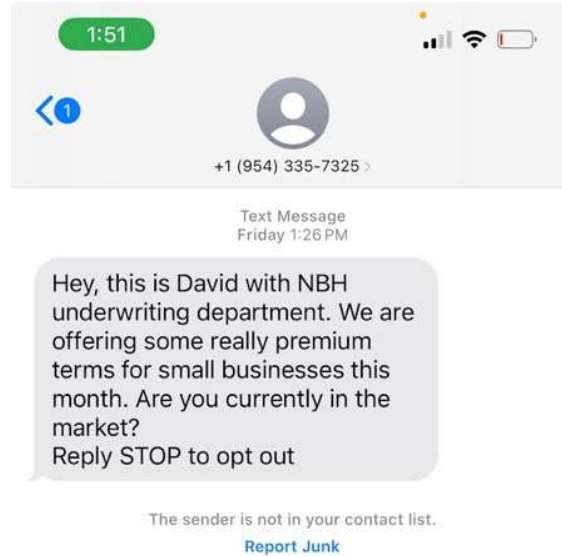 1:51
1
+1 (954) 335-7325 >
Text Message
Friday 1:26 PM
Hey, this is David with NBH
underwriting department. We are
offering some really premium
terms for small businesses this
month. Are you currently in the
market?
Reply STOP to opt out
The sender is not in your contact list.
Report Junk